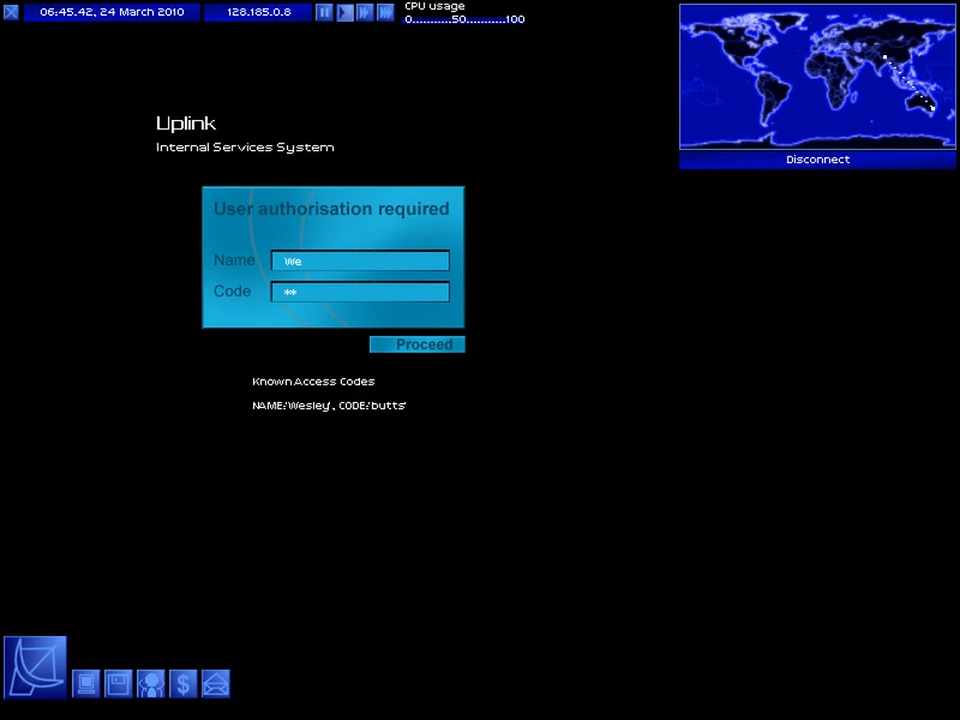 06:45.42, 24 March 2010
128.185.0.8
CPU usage
0...........50...........100
Disconnect
Uplink
Internal Services System
User authorisation required
Name We
Code **
Proceed
Known Access Codes
NAME:'Wesley', CODE:'butts'
$